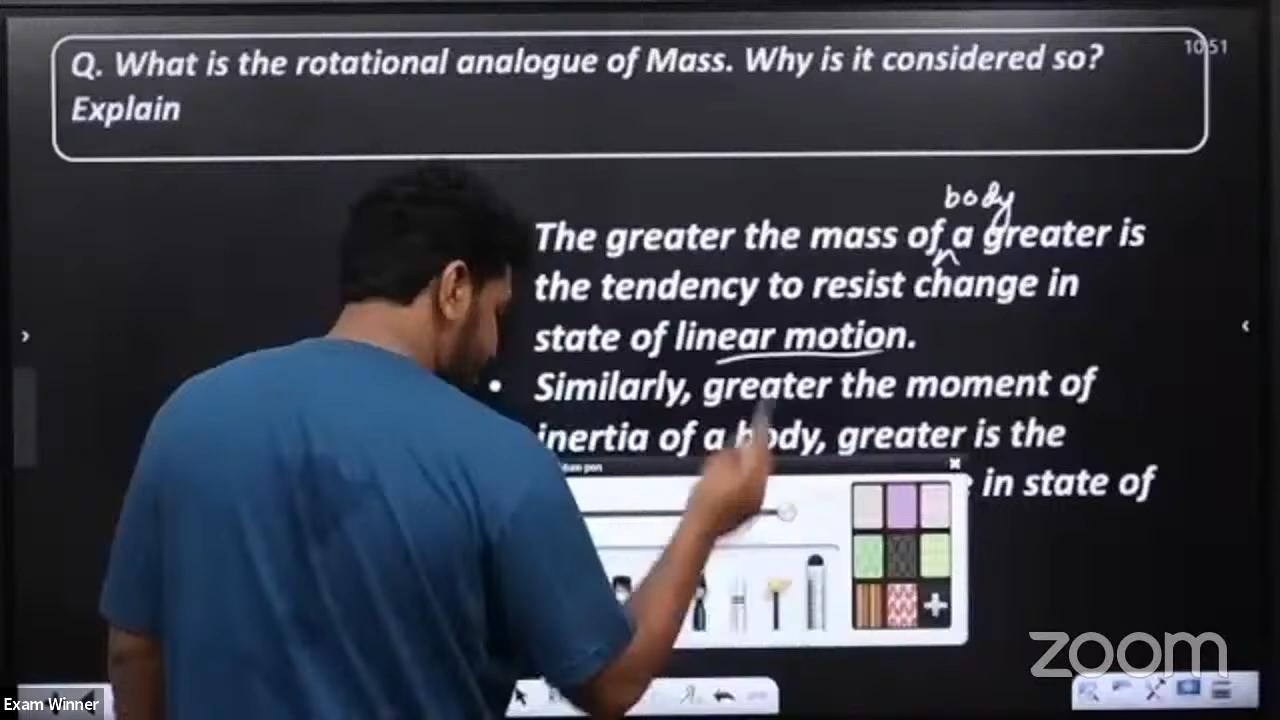 Q. What is the rotational analogue of Mass. Why is it considered so?
10:51
Explain
body
The greater the mass of a greater is
the tendency to resist change in
state of linear motion.
• Similarly, greater the moment of
inertia of a body, greater is the
in state of
zoom
Exam Winner